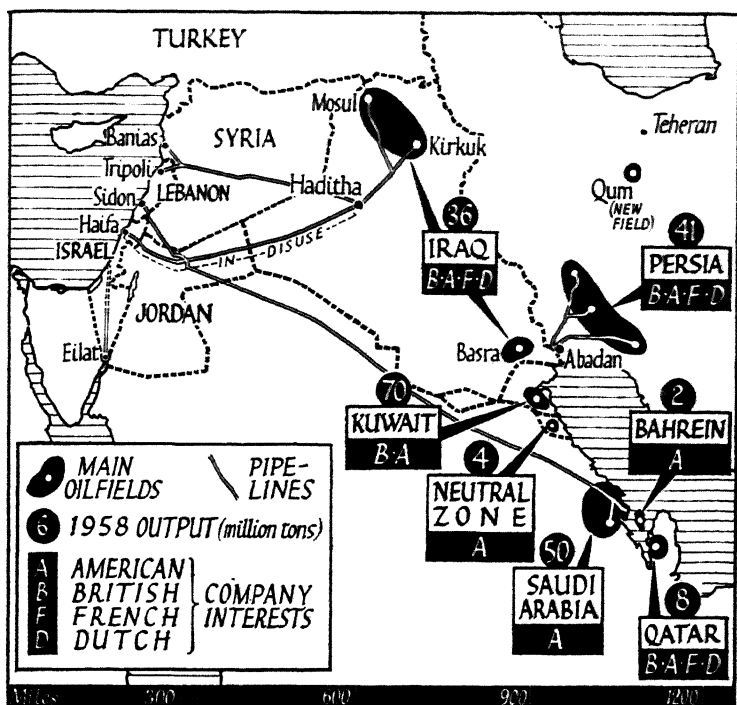 TURKEY
Mosul
Teheran
Banias
SYRIA
Kirkuk
Tripoli
LEBANON
Haditha
Qum
(NEW
FIELD)
Sidon
Haifa
ISRAEL
IN DISUSE
36
IRAQ
B·A·F·D
41
PERSIA
B·A·F·D
JORDAN
Eilat
Basra
Abadan
70
KUWAIT
B·A
2
BAHREIN
A
4
NEUTRAL
ZONE
A
50
SAUDI
ARABIA
A
8
QATAR
B·A·F·D
MAIN
OILFIELDS
PIPE-
LINES
6 1958 OUTPUT (million tons)
A AMERICAN
B BRITISH
F FRENCH
D DUTCH
COMPANY
INTERESTS
Miles 300 600 900 1200